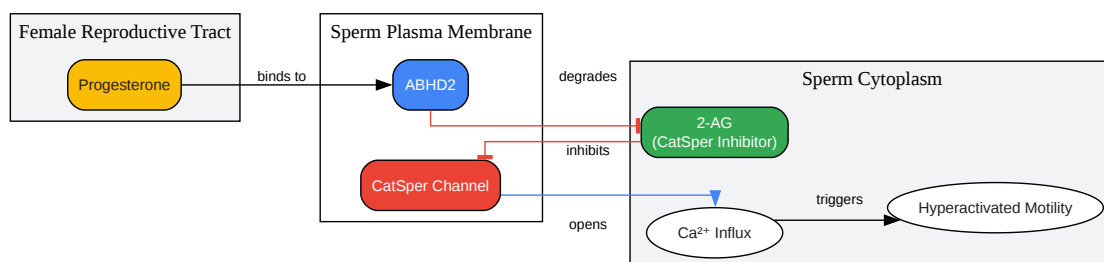 Female Reproductive Tract
Progesterone
binds to
Sperm Plasma Membrane
ABHD2
degrades
Sperm Cytoplasm
2-AG
(CatSper Inhibitor)
inhibits
CatSper Channel
opens
Ca²⁺ Influx
triggers
Hyperactivated Motility